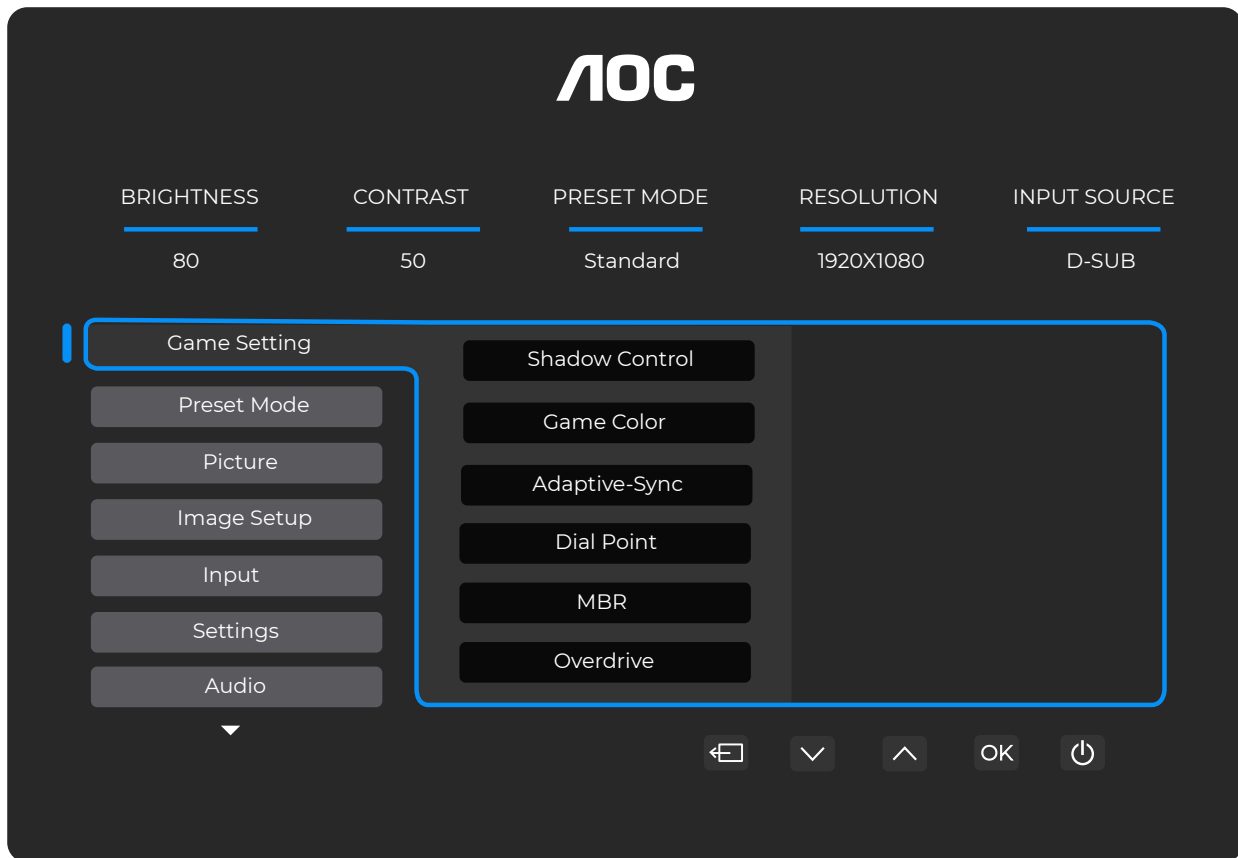 AOC
BRIGHTNESS CONTRAST PRESET MODE RESOLUTION INPUT SOURCE
80 50 Standard 1920X1080 D-SUB
Game Setting
Preset Mode
Picture
Image Setup
Input
Settings
Audio
Shadow Control
Game Color
Adaptive-Sync
Dial Point
MBR
Overdrive
OK